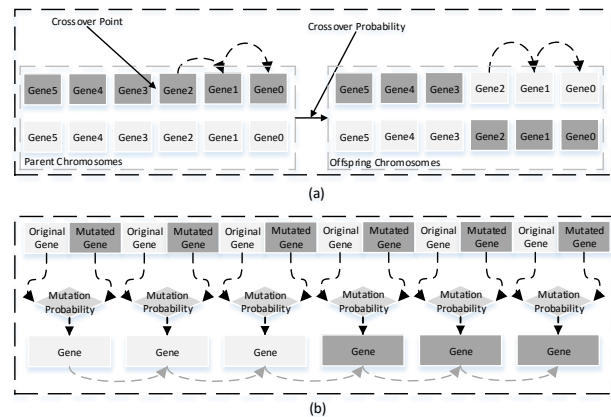 Crossover Point
Crossover Probability
Gene5 Gene4 Gene3 Gene2 Gene1 Gene0 Gene5 Gene4 Gene3 Gene2 Gene1 Gene0
Gene5 Gene4 Gene3 Gene2 Gene1 Gene0 Gene5 Gene4 Gene3 Gene2 Gene1 Gene0
Parent Chromosomes Offspring Chromosomes
(a)
Original Mutated Original Mutated Original Mutated Original Mutated Original Mutated Original Mutated
Gene Gene Gene Gene Gene Gene Gene Gene Gene Gene Gene Gene
Mutation Mutation Mutation Mutation Mutation Mutation
Probability Probability Probability Probability Probability Probability
Gene Gene Gene Gene Gene Gene
(b)